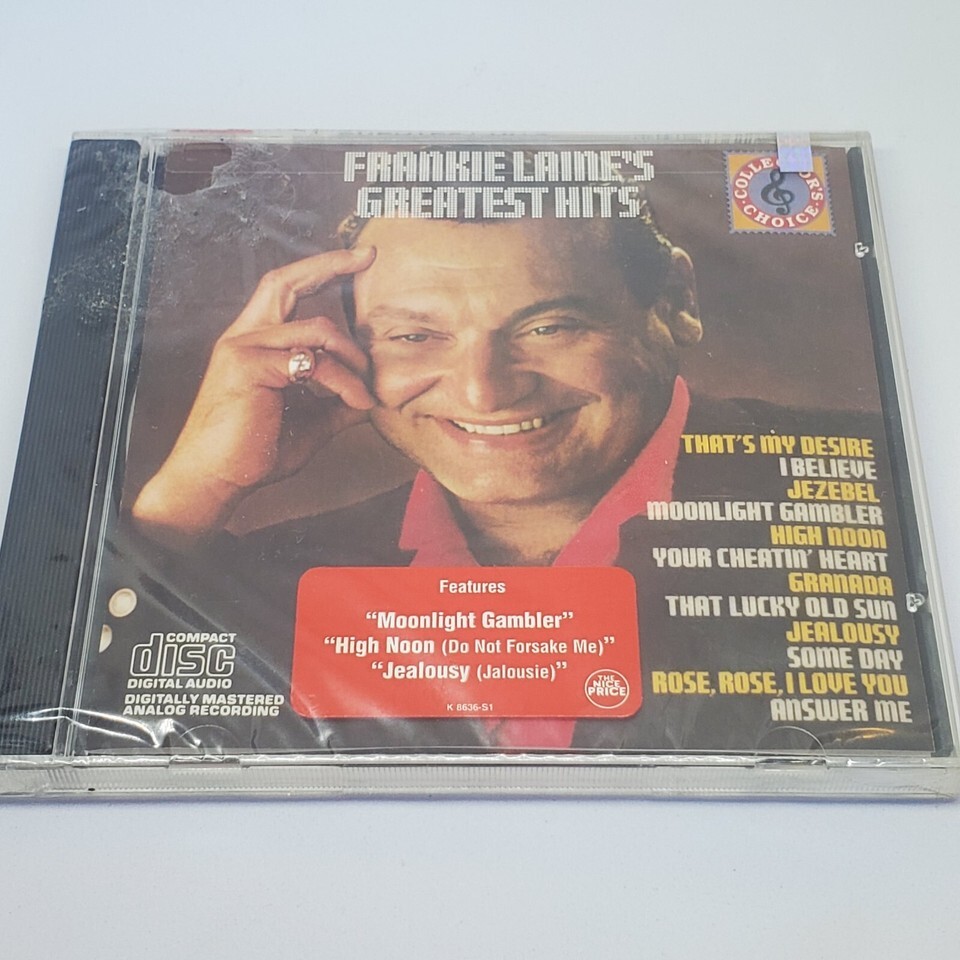 FRANKIE LAINE'S
GREATEST HITS
COLLECTOR'S
CHOICE
THAT'S MY DESIRE
I BELIEVE
JEZEBEL
MOONLIGHT GAMBLER
HIGH NOON
YOUR CHEATIN' HEART
GRANADA
THAT LUCKY OLD SUN
JEALOUSY
SOME DAY
ROSE, ROSE, I LOVE YOU
ANSWER ME
Features
"Moonlight Gambler"
"High Noon (Do Not Forsake Me)"
"Jealousy (Jalousie)"
THE
NICE
PRICE
K 8636-S1
COMPACT
disc
DIGITAL AUDIO
DIGITALLY MASTERED
ANALOG RECORDING